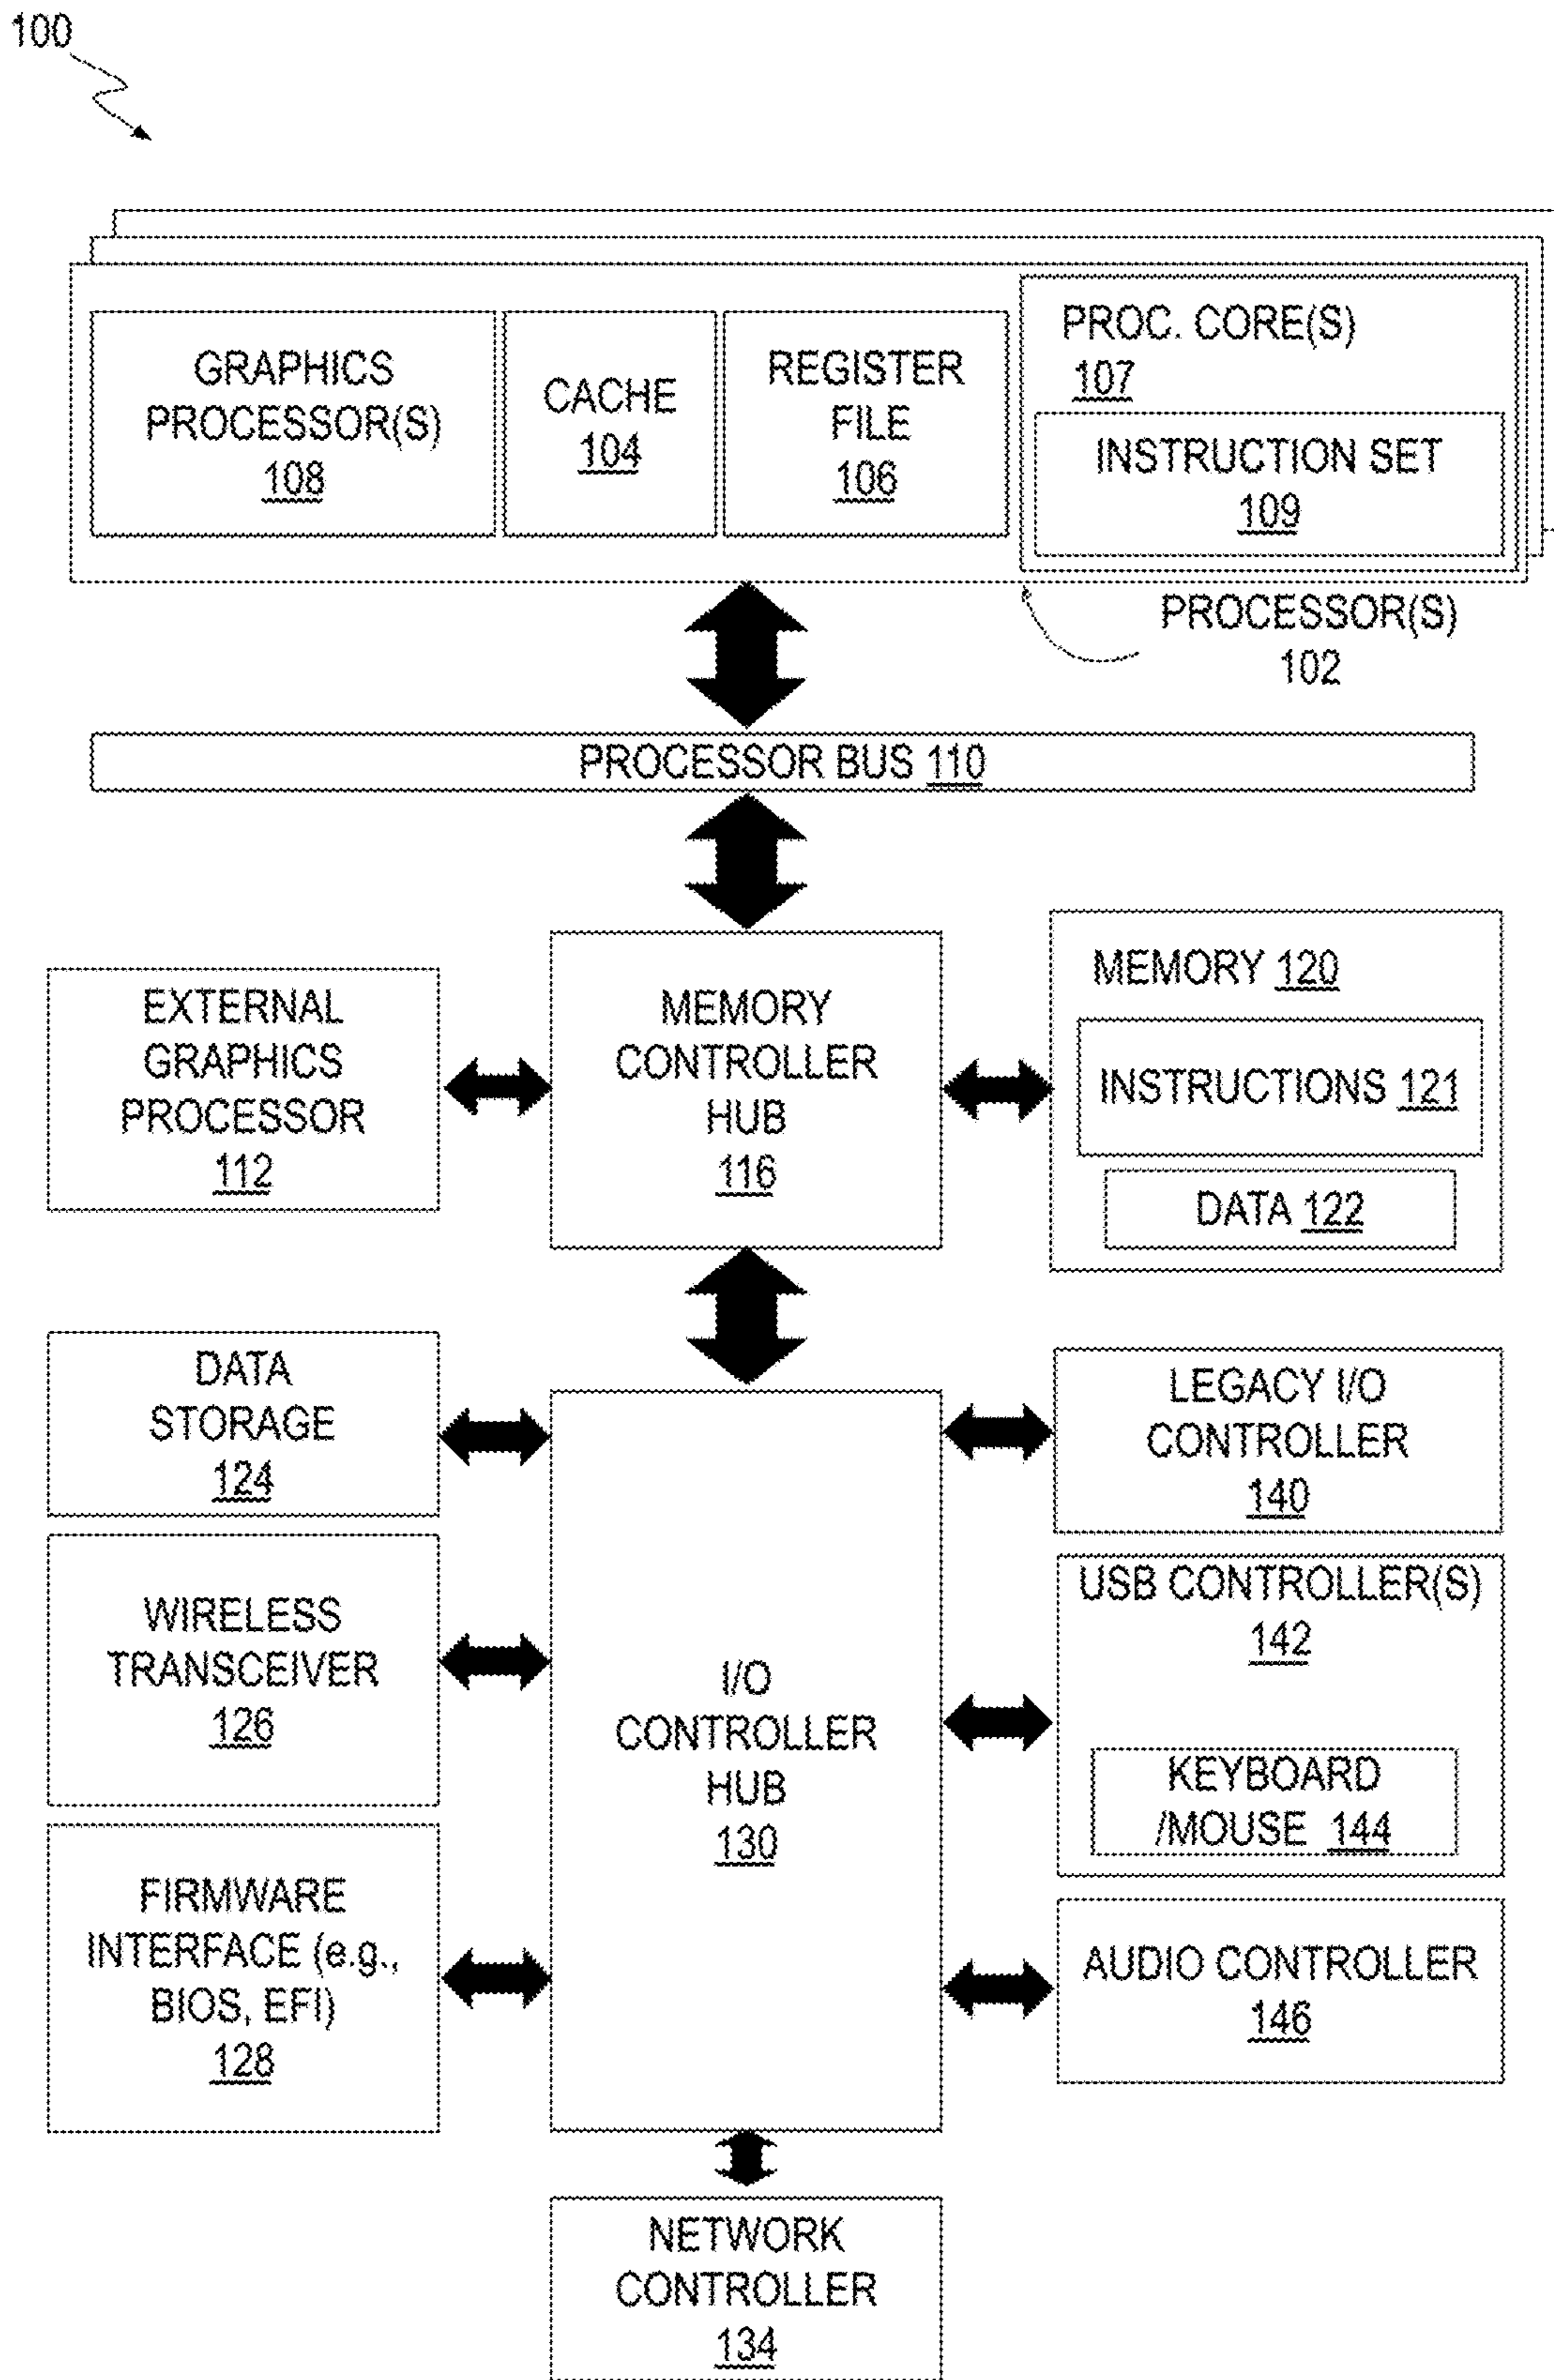 100
GRAPHICS
PROCESSOR(S)
108
CACHE
104
REGISTER
FILE
106
PROC. CORE(S)
107
INSTRUCTION SET
109
PROCESSOR(S)
102
PROCESSOR BUS 110
EXTERNAL
GRAPHICS
PROCESSOR
112
MEMORY
CONTROLLER
HUB
116
MEMORY 120
INSTRUCTIONS 121
DATA 122
DATA
STORAGE
124
WIRELESS
TRANSCEIVER
126
FIRMWARE
INTERFACE (e.g.,
BIOS, EFI)
128
I/O
CONTROLLER
HUB
130
LEGACY I/O
CONTROLLER
140
USB CONTROLLER(S)
142
KEYBOARD
/MOUSE 144
AUDIO CONTROLLER
146
NETWORK
CONTROLLER
134